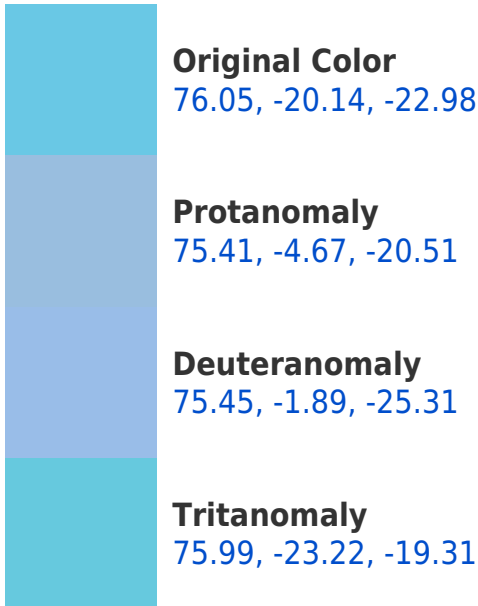 Original Color
76.05, -20.14, -22.98
Protanomaly
75.41, -4.67, -20.51
Deuteranomaly
75.45, -1.89, -25.31
Tritanomaly
75.99, -23.22, -19.31